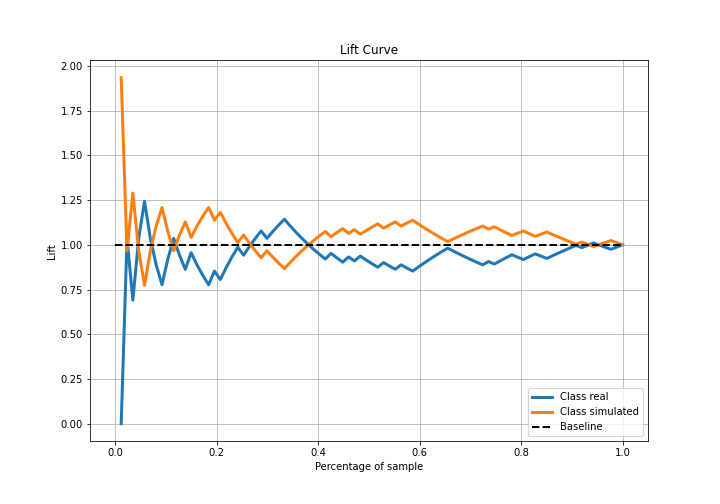 Lift Curve
2.00
1.75
1.50
1.25
1.00
0.75
0.50
0.25
0.00
Lift
0.0 0.2 0.4 0.6 0.8 1.0
Percentage of sample
Class real
Class simulated
Baseline